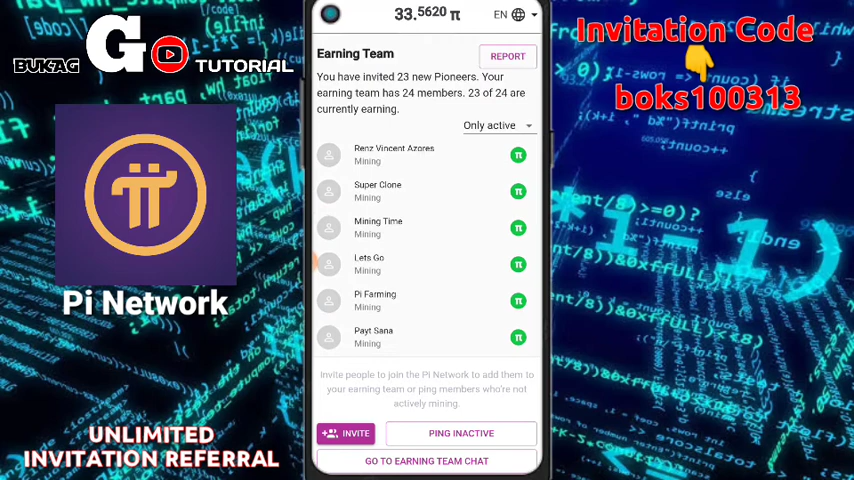 BUKAG
GO
TUTORIAL
Pi Network
UNLIMITED
INVITATION REFERRAL
33.5620 π
EN
Earning Team
REPORT
You have invited 23 new Pioneers. Your
earning team has 24 members. 23 of 24 are
currently earning.
Only active
Renz Vincent Azores
Mining
Super Clone
Mining
Mining Time
Mining
Lets Go
Mining
Pi Farming
Mining
Payt Sana
Mining
Invite people to join the Pi Network to add them to
your earning team or ping members who're not
actively mining.
INVITE
PING INACTIVE
GO TO EARNING TEAM CHAT
Invitation Code
boks100313